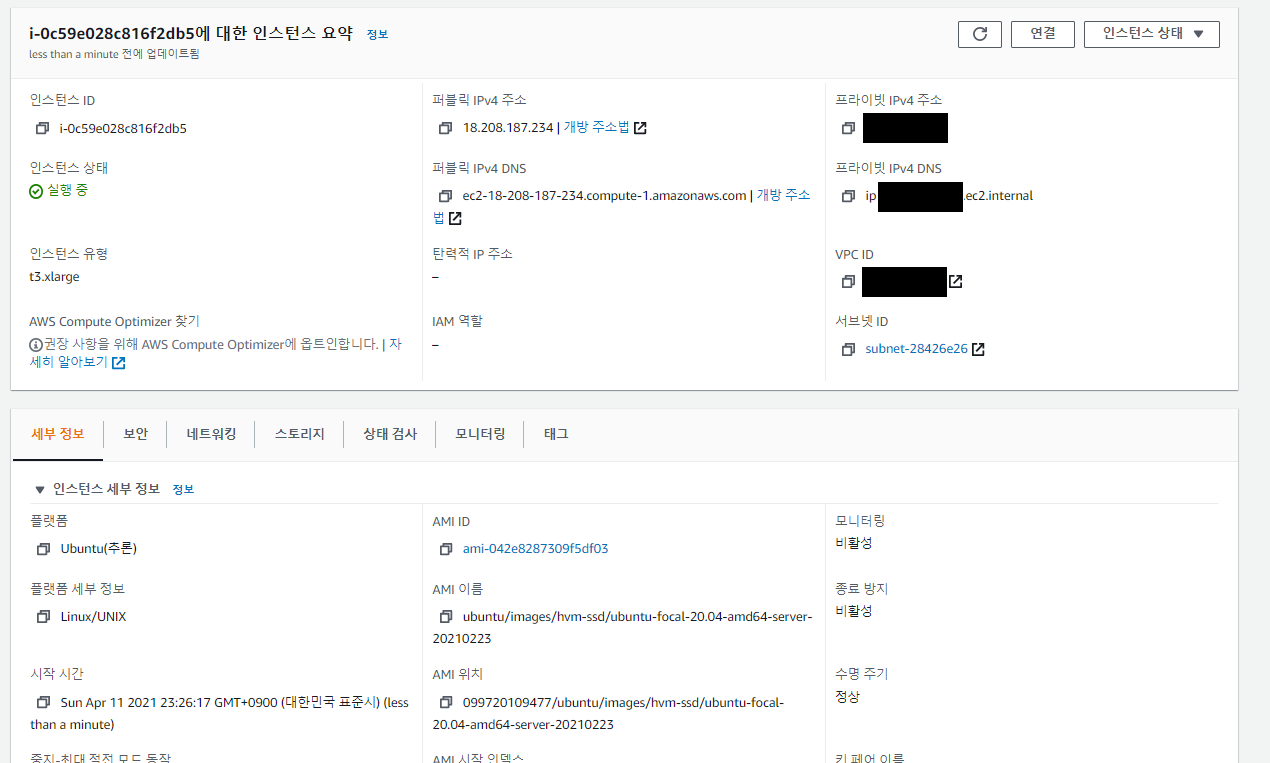 i-0c59e028c816f2db5에 대한 인스턴스 요약 정보
less than a minute 전에 업데이트됨
연결
인스턴스 상태 ▼
인스턴스 ID
i-0c59e028c816f2db5
퍼블릭 IPv4 주소
18.208.187.234 | 개방 주소법
프라이빗 IPv4 주소
인스턴스 상태
실행 중
퍼블릭 IPv4 DNS
ec2-18-208-187-234.compute-1.amazonaws.com | 개방 주소
법
프라이빗 IPv4 DNS
ip
.ec2.internal
인스턴스 유형
t3.xlarge
탄력적 IP 주소
–
VPC ID
AWS Compute Optimizer 찾기
권장 사항을 위해 AWS Compute Optimizer에 옵트인합니다. | 자
세히 알아보기
IAM 역할
–
서브넷 ID
subnet-28426e26
세부 정보
보안
네트워킹
스토리지
상태 검사
모니터링
태그
▼ 인스턴스 세부 정보 정보
플랫폼
Ubuntu(추론)
AMI ID
ami-042e8287309f5df03
모니터링
비활성
플랫폼 세부 정보
Linux/UNIX
AMI 이름
ubuntu/images/hvm-ssd/ubuntu-focal-20.04-amd64-server-
20210223
종료 방지
비활성
시작 시간
Sun Apr 11 2021 23:26:17 GMT+0900 (대한민국 표준시) (less
than a minute)
AMI 위치
099720109477/ubuntu/images/hvm-ssd/ubuntu-focal-
20.04-amd64-server-20210223
수명 주기
정상
중지-최대 절전 모드 동작
AMI 시작 인덱스
키 페어 이름